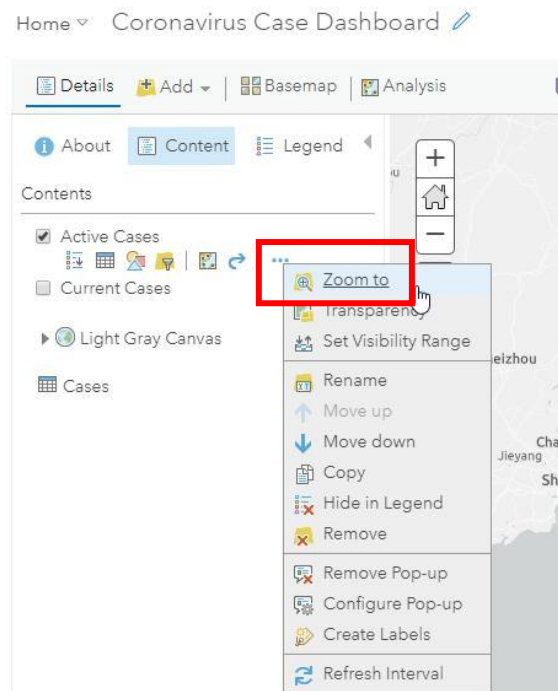 Home Coronavirus Case Dashboard
Details Add Basemap Analysis
About Content Legend
Contents
Active Cases
Current Cases
Light Gray Canvas
Cases
Zoom to
Transparency
Set Visibility Range
Rename
Move up
Move down
Copy
Hide in Legend
Remove
Remove Pop-up
Configure Pop-up
Create Labels
Refresh Interval
eizhou
Cha
Jieyang
Sh